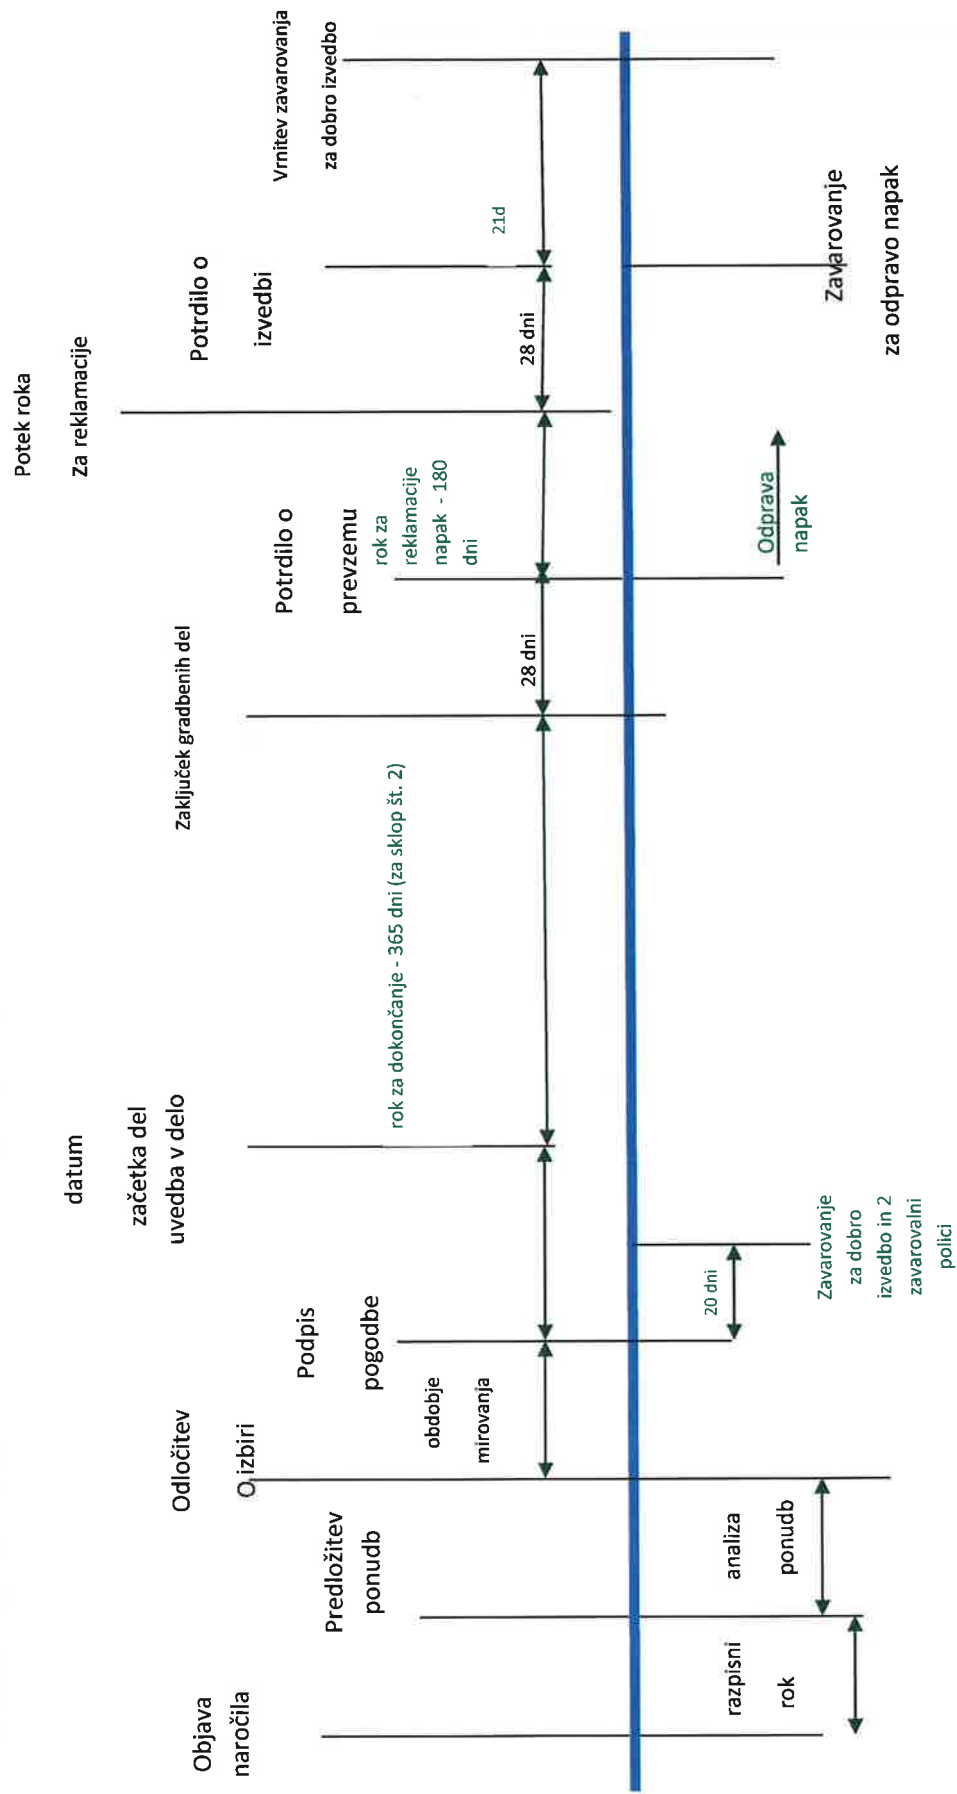 Objava
naročila
Predložitev
ponudb
Odločitev
O izbiri
Podpis
pogodbe
datum
začetka del
uvedba v delo
Zaključek gradbenih del
Potrdilo o
prevzemu
Potek roka
Za reklamacije
Potrdilo o
izvedbi
Vrnitev zavarovanja
za dobro izvedbo
obdobje
mirovanja
rok za dokončanje - 365 dni (za sklop št. 2)
28 dni
rok za
reklamacije
napak - 180
dni
28 dni
21d
razpisni
rok
analiza
ponudb
20 dni
Zavarovanje
za dobro
izvedbo in 2
zavarovalni
polici
Odprava
napak
Zavarovanje
za odpravo napak